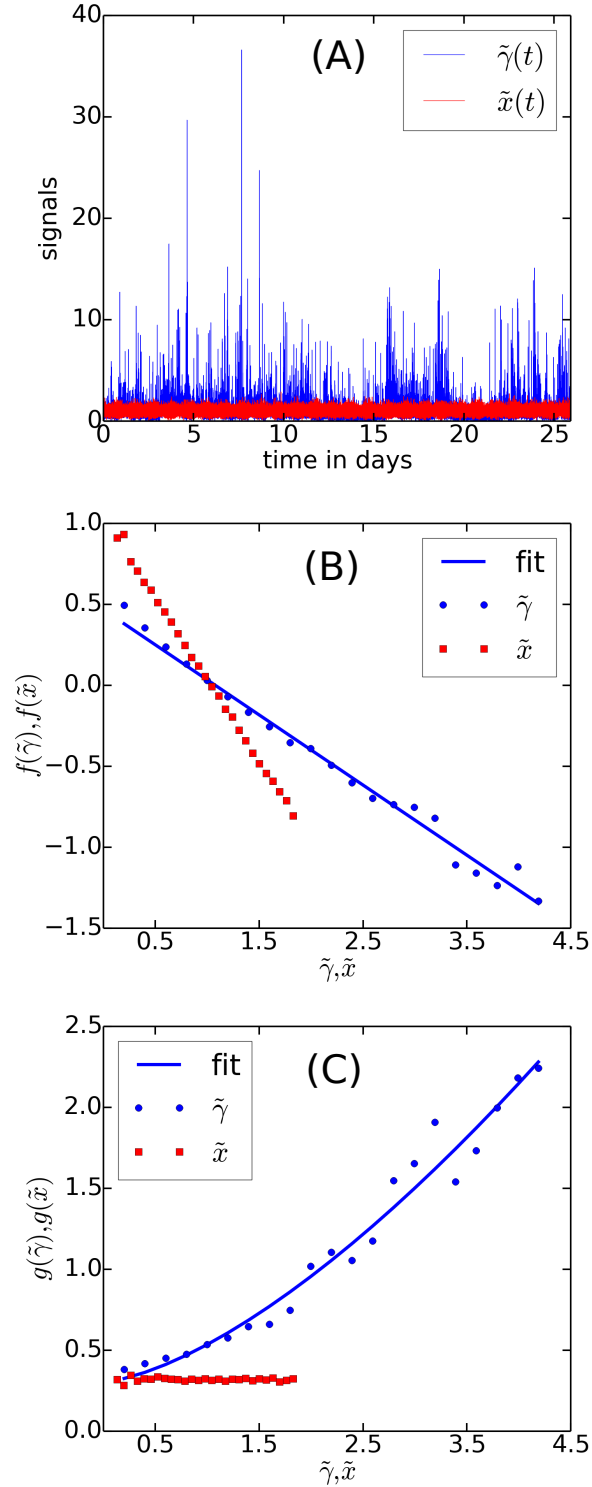 40
(A)
γ̃(t)
x̃(t)
30
signals
20
10
0
0 5 10 15 20 25
time in days
1.0
(B)
fit
γ̃
x̃
0.5
0.0
f(γ̃),f(x̃)
−0.5
−1.0
−1.5
0.5 1.5 2.5 3.5 4.5
γ̃,x̃
2.5
(C)
fit
γ̃
x̃
2.0
1.5
g(γ̃),g(x̃)
1.0
0.5
0.0
0.5 1.5 2.5 3.5 4.5
γ̃,x̃